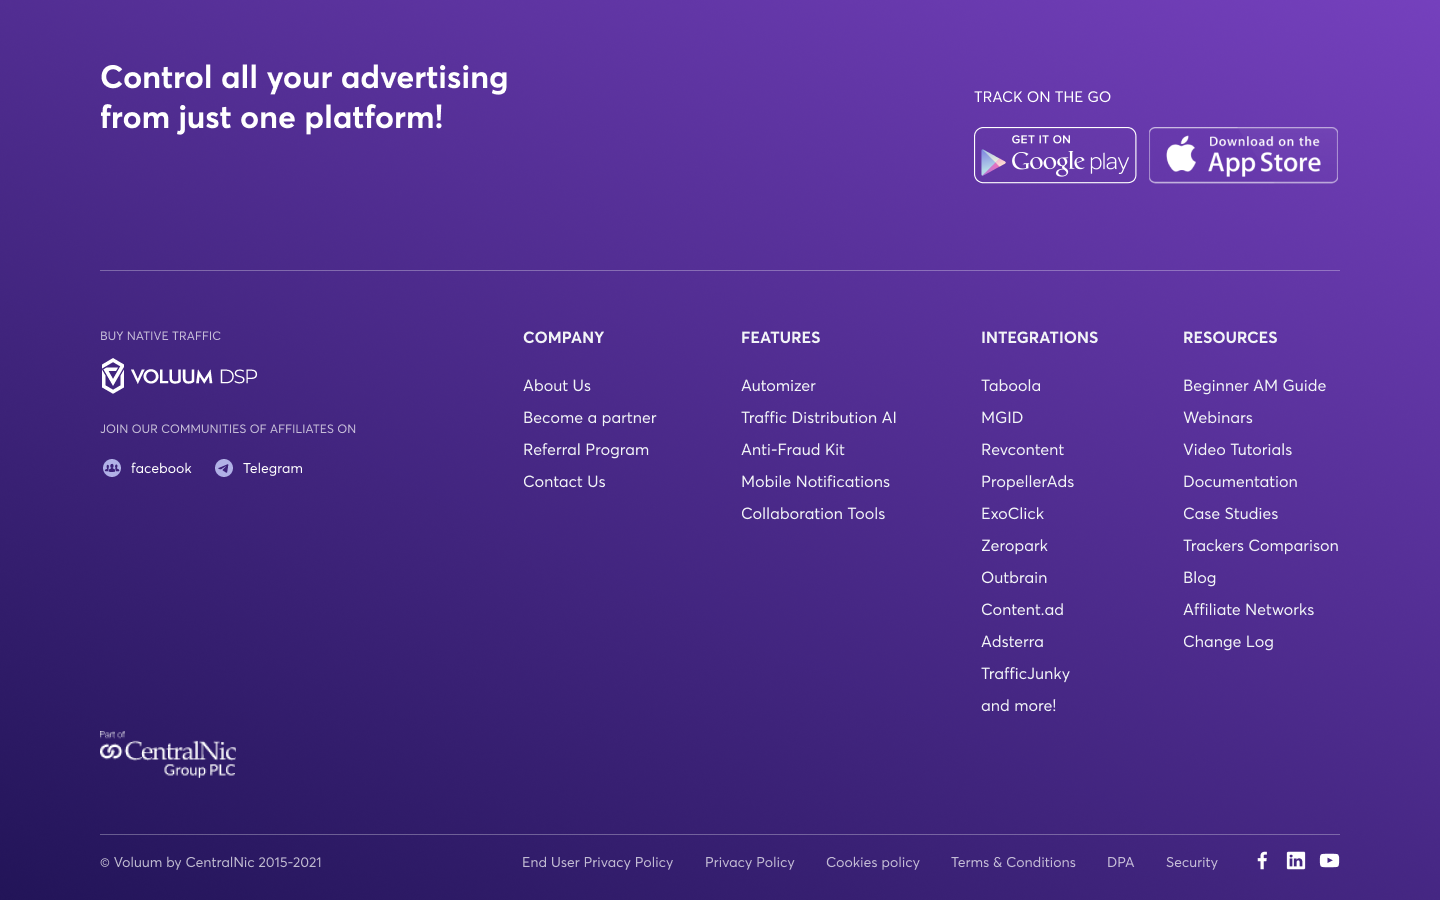 Control all your advertising
from just one platform!
TRACK ON THE GO
GET IT ON
Google play
Download on the
App Store
BUY NATIVE TRAFFIC
VOLUUM DSP
JOIN OUR COMMUNITIES OF AFFILIATES ON
facebook
Telegram
COMPANY
About Us
Become a partner
Referral Program
Contact Us
FEATURES
Automizer
Traffic Distribution AI
Anti-Fraud Kit
Mobile Notifications
Collaboration Tools
INTEGRATIONS
Taboola
MGID
Revcontent
PropellerAds
ExoClick
Zeropark
Outbrain
Content.ad
Adsterra
TrafficJunky
and more!
RESOURCES
Beginner AM Guide
Webinars
Video Tutorials
Documentation
Case Studies
Trackers Comparison
Blog
Affiliate Networks
Change Log
Part of
CentralNic
Group PLC
© Voluum by CentralNic 2015-2021
End User Privacy Policy
Privacy Policy
Cookies policy
Terms & Conditions
DPA
Security